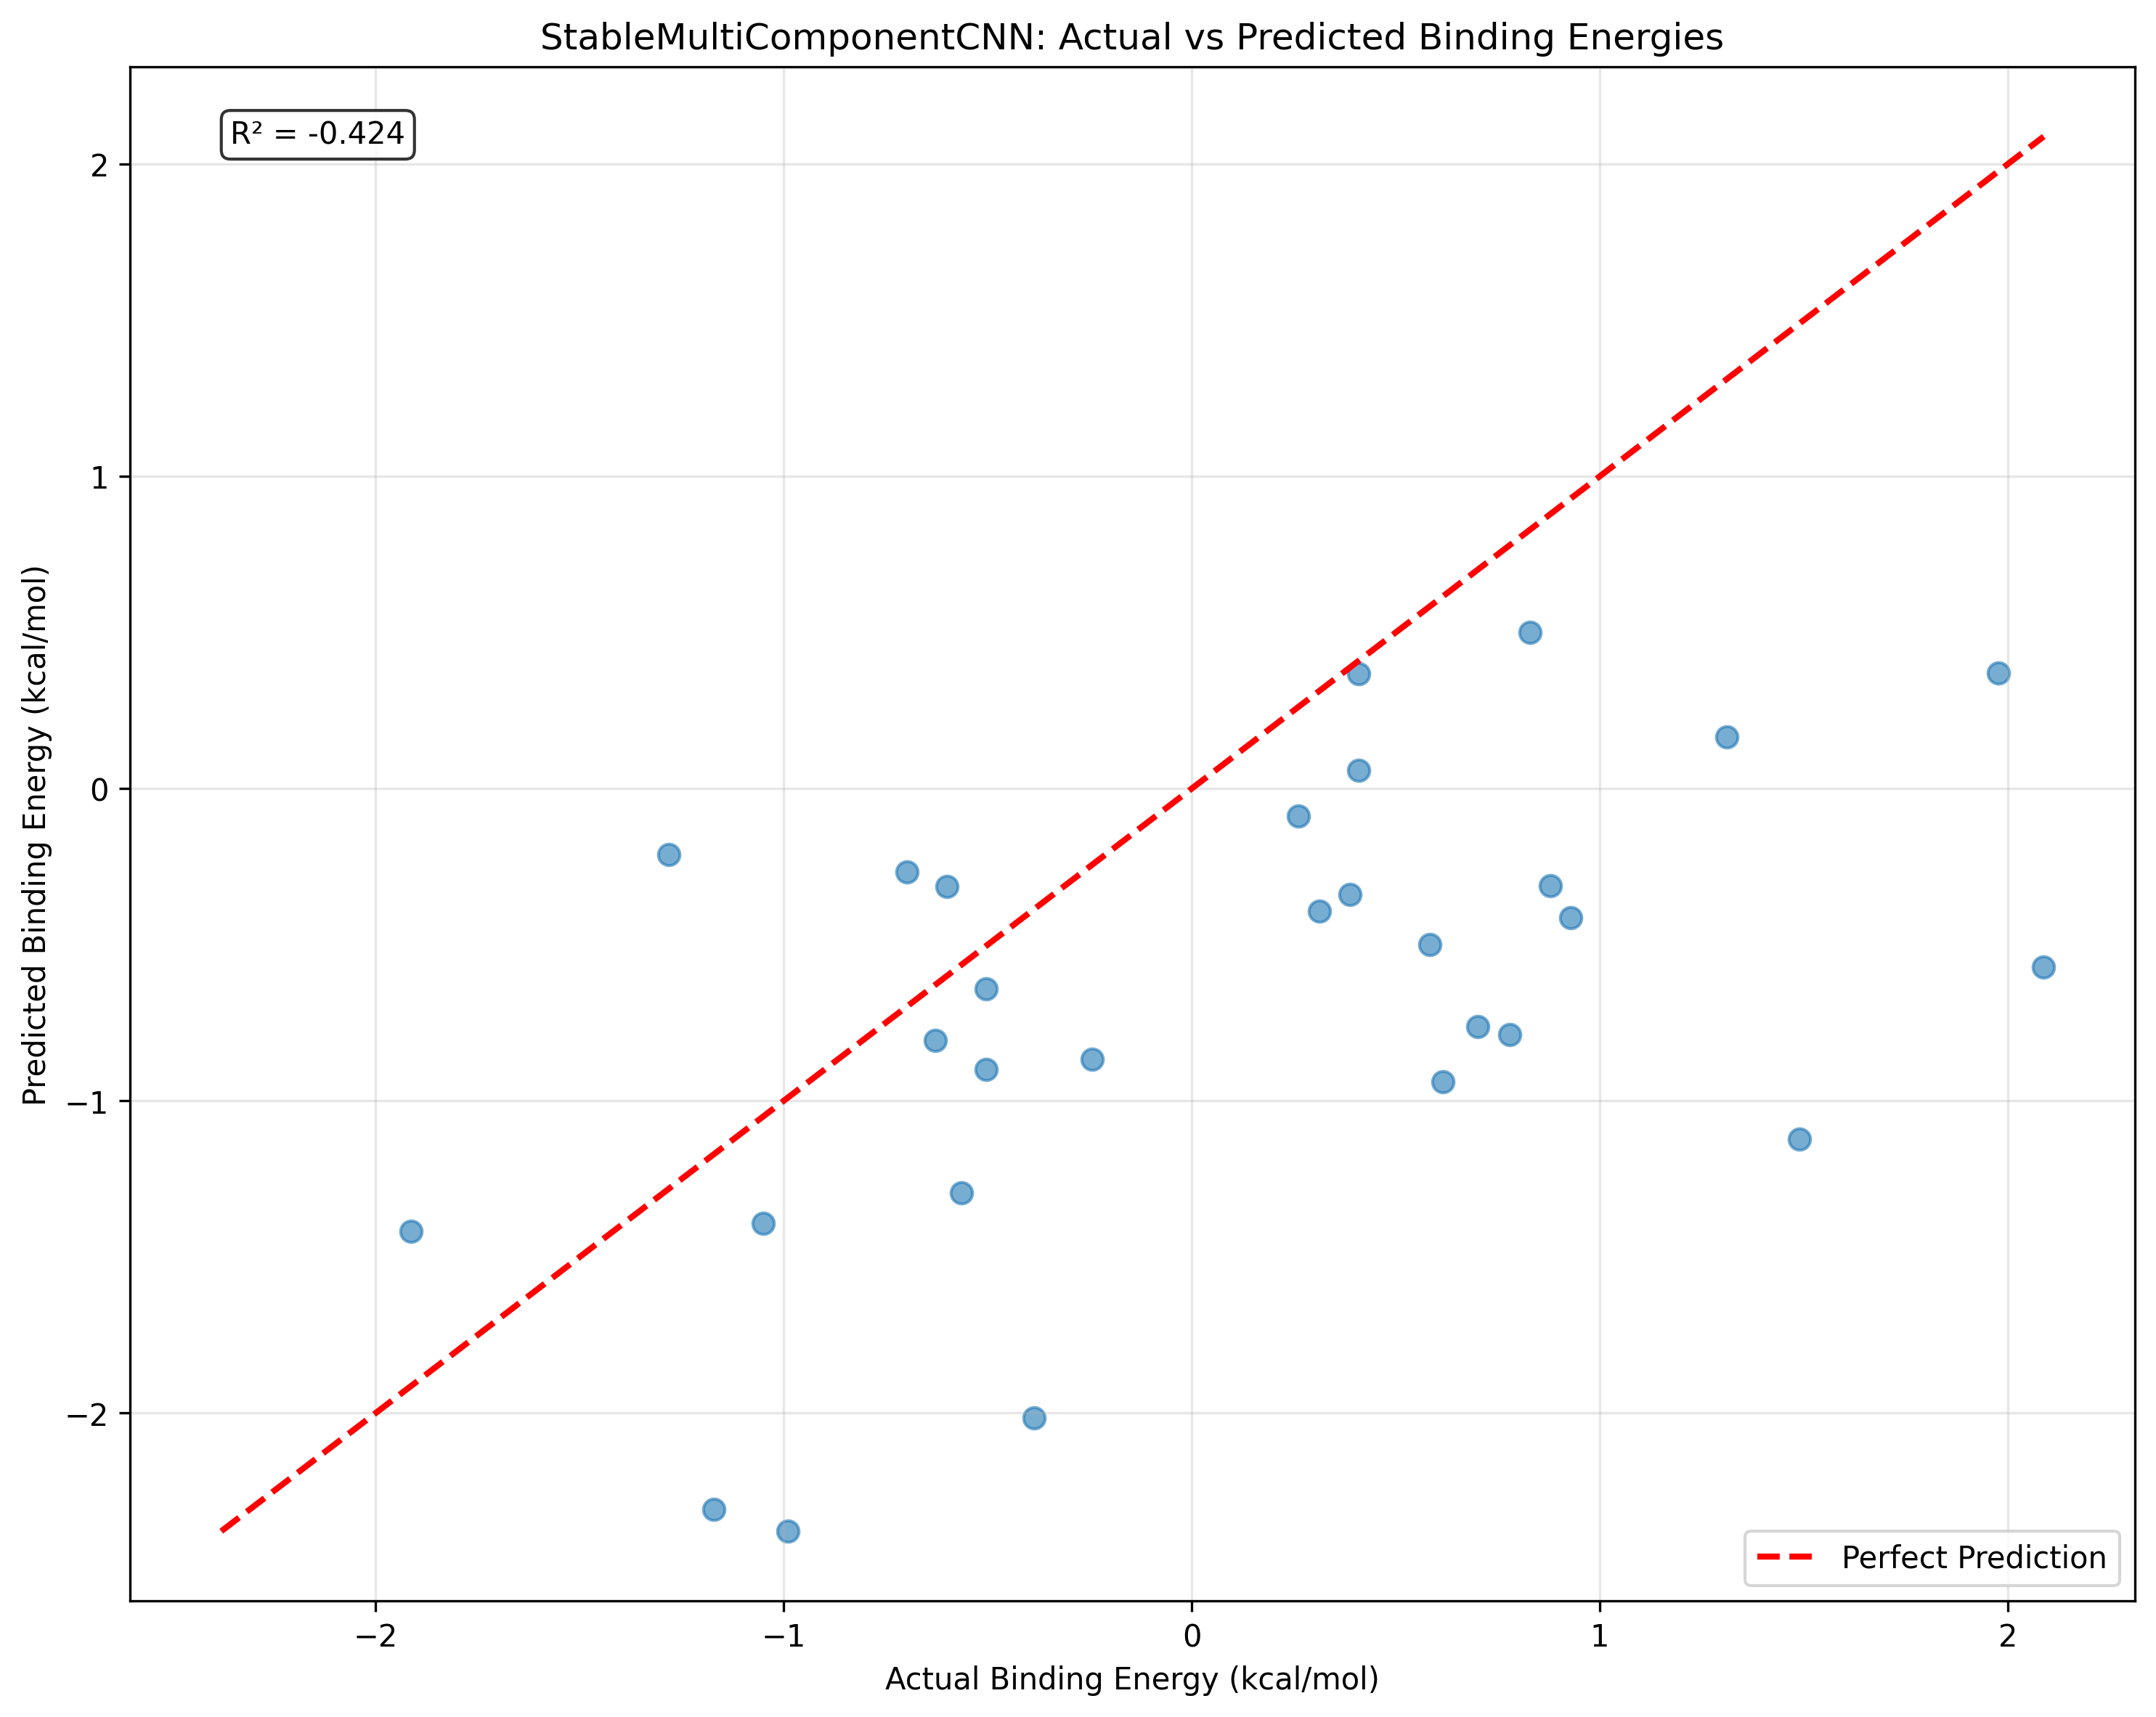 StableMultiComponentCNN: Actual vs Predicted Binding Energies
R² = -0.424
Predicted Binding Energy (kcal/mol)
2
1
0
−1
−2
Perfect Prediction
−2
−1
0
1
2
Actual Binding Energy (kcal/mol)